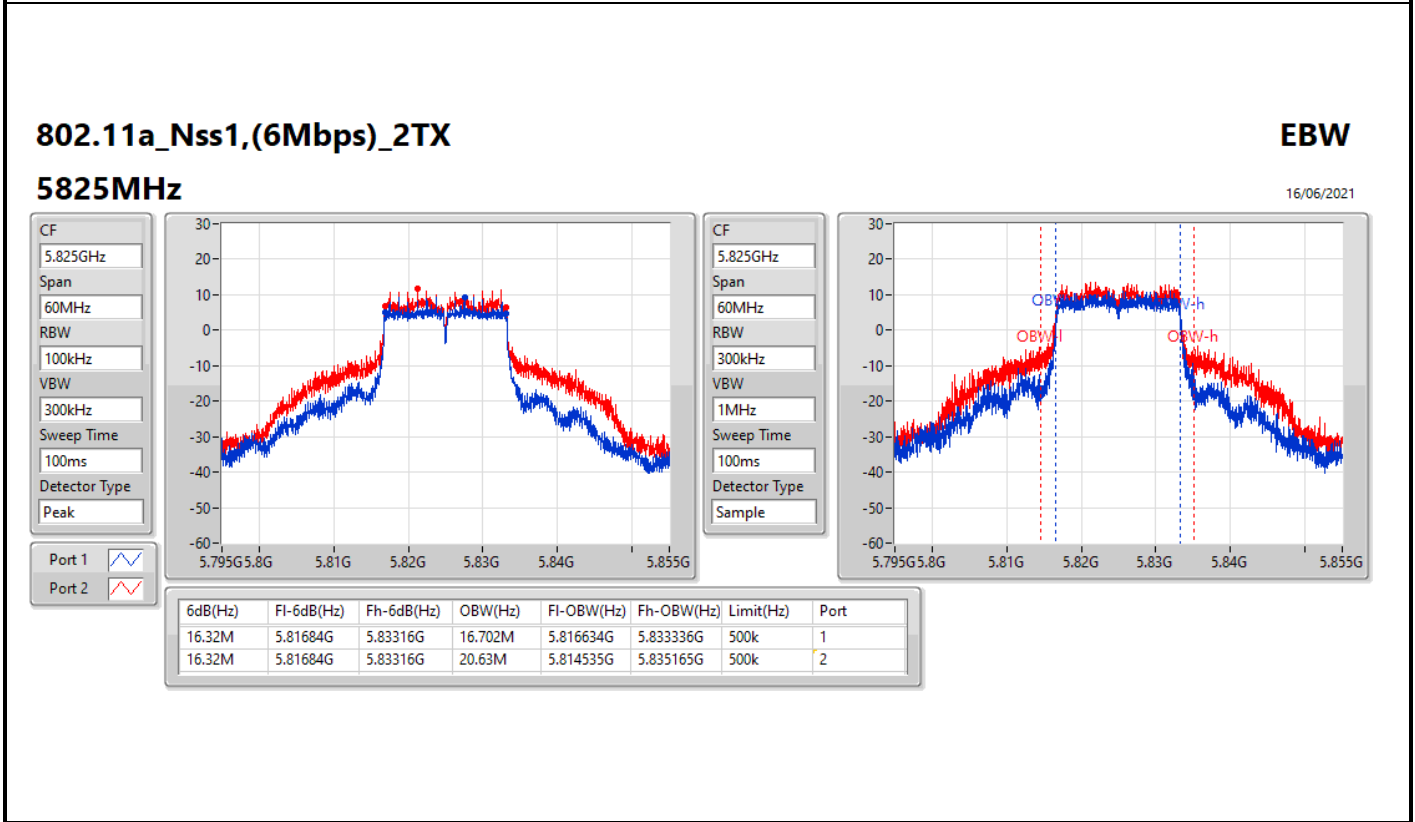 802.11a_Nss1,(6Mbps)_2TX
EBW
5825MHz
16/06/2021
CF
5.825GHz
Span
60MHz
RBW
100kHz
VBW
300kHz
Sweep Time
100ms
Detector Type
Peak
Port 1
Port 2
30
20
10
0
-10
-20
-30
-40
-50
-60
5.795G 5.8G 5.81G 5.82G 5.83G 5.84G 5.855G
CF
5.825GHz
Span
60MHz
RBW
300kHz
VBW
1MHz
Sweep Time
100ms
Detector Type
Sample
30
20
10
0
-10
-20
-30
-40
-50
-60
OBW-l
OBW-h
5.795G 5.8G 5.81G 5.82G 5.83G 5.84G 5.855G
6dB(Hz) Fl-6dB(Hz) Fh-6dB(Hz) OBW(Hz) Fl-OBW(Hz) Fh-OBW(Hz) Limit(Hz) Port
16.32M 5.81684G 5.83316G 16.702M 5.816634G 5.833336G 500k 1
16.32M 5.81684G 5.83316G 20.63M 5.814535G 5.835165G 500k 2